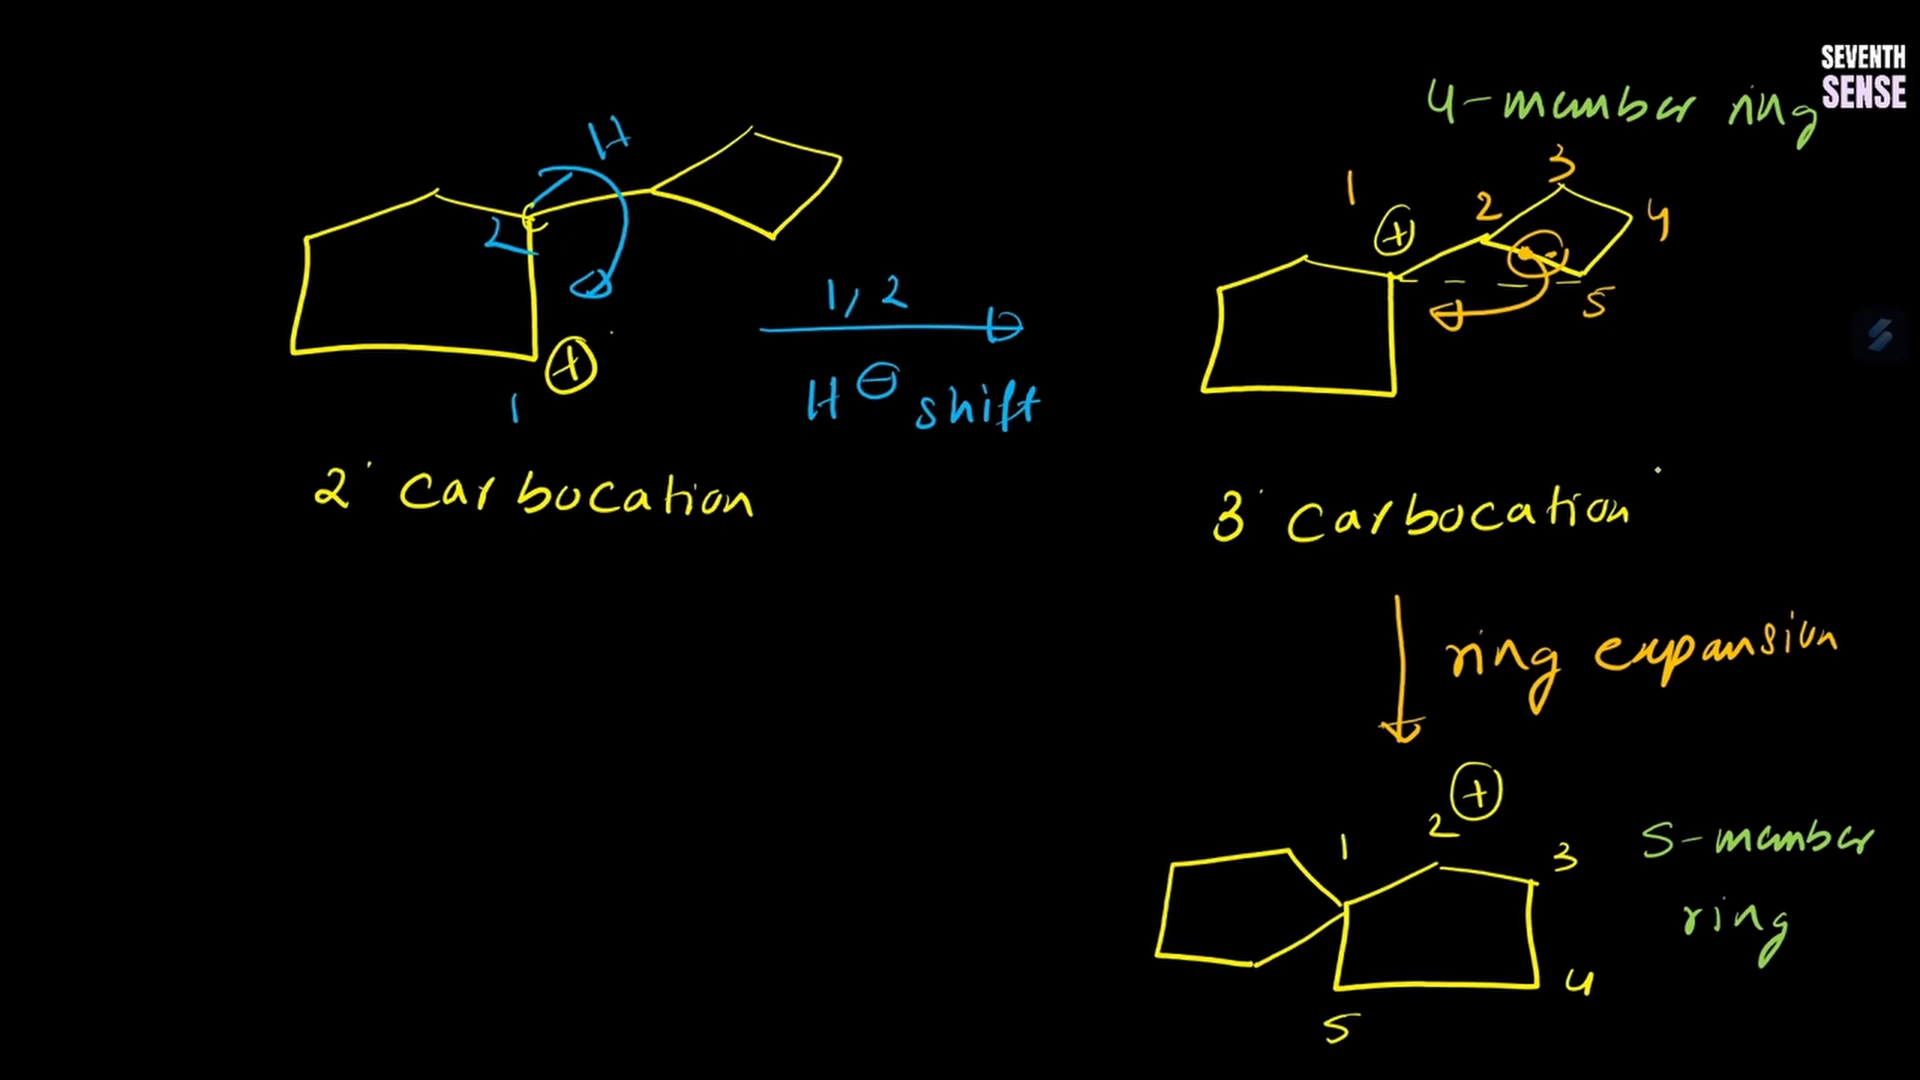 SEVENTH
SENSE
4-member ring
H
2
⊕
1
1, 2
H⊖ shift
2° carbocation
1
⊕
2
3
4
5
3° carbocation
ring expansion
⊕
1
2
3
4
5
5-member
ring